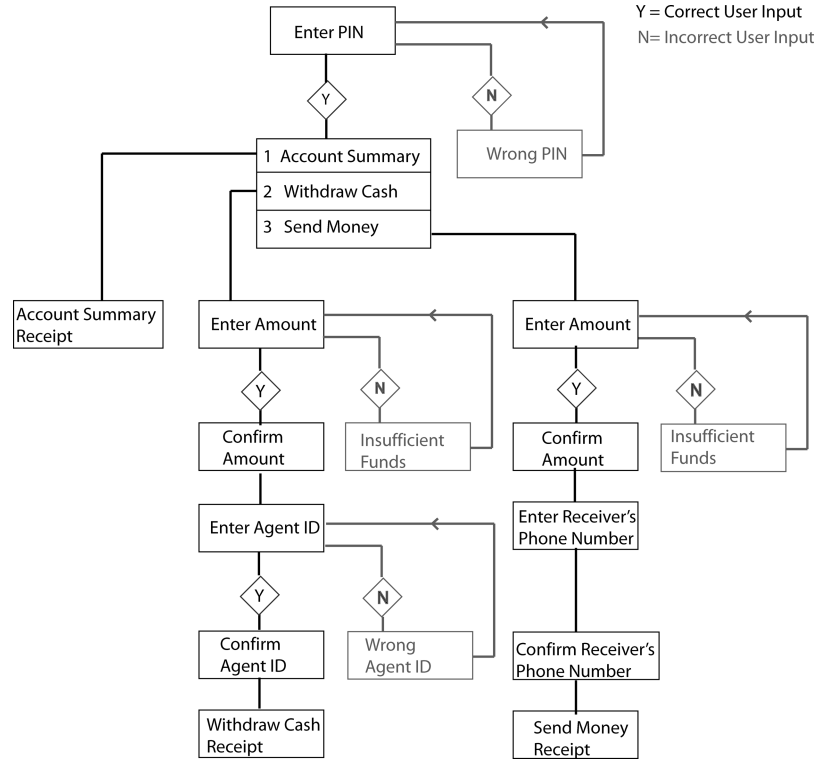 Y = Correct User Input
N= Incorrect User Input
Enter PIN
Y
N
Wrong PIN
1 Account Summary
2 Withdraw Cash
3 Send Money
Account Summary
Receipt
Enter Amount
Y
N
Confirm
Amount
Insufficient
Funds
Enter Agent ID
Y
N
Confirm
Agent ID
Wrong
Agent ID
Withdraw Cash
Receipt
Enter Amount
Y
N
Confirm
Amount
Insufficient
Funds
Enter Receiver's
Phone Number
Confirm Receiver's
Phone Number
Send Money
Receipt